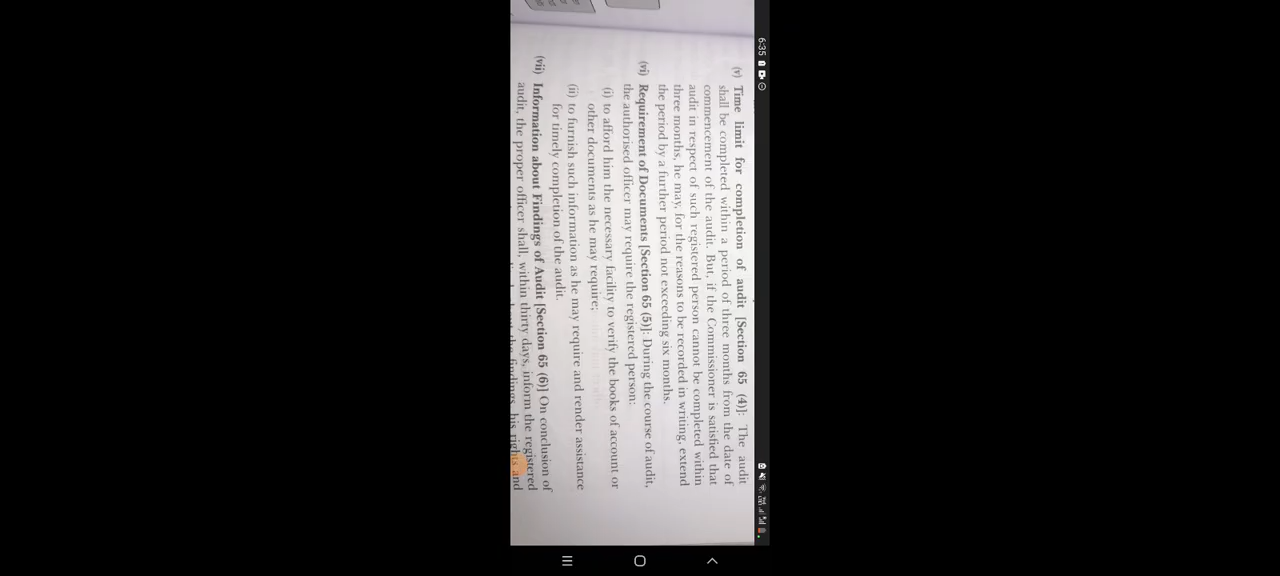 6:35
(v) Time limit for completion of audit [Section 65 (4)]: The audit
shall be completed within a period of three months from the date of
commencement of the audit. But, if the Commissioner is satisfied that
audit in respect of such registered person cannot be completed within
three months, he may, for the reasons to be recorded in writing, extend
the period by a further period not exceeding six months.
(vi) Requirement of Documents [Section 65 (5)]: During the course of audit,
the authorised officer may require the registered person:
(i) to afford him the necessary facility to verify the books of account or
other documents as he may require;
(ii) to furnish such information as he may require and render assistance
for timely completion of the audit.
(vii) Information about Findings of Audit [Section 65 (6)] On conclusion of
audit, the proper officer shall, within thirty days, inform the registered
the findings, his rights and